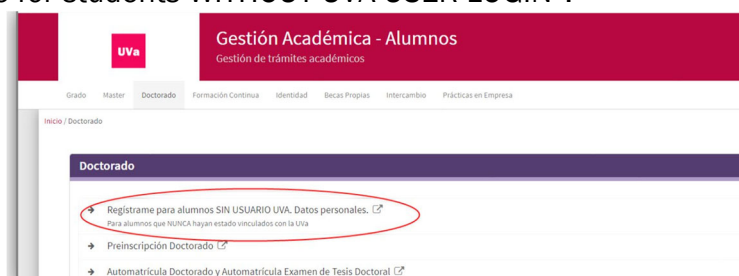 for students WITHOUT UVA USER LOGIN".
UVa
Gestión Académica - Alumnos
Gestión de trámites académicos
Grado Master Doctorado Formación Continua Identidad Becas Propias Intercambio Prácticas en Empresa
Inicio / Doctorado
Doctorado
Regístrame para alumnos SIN USUARIO UVA. Datos personales.
Para alumnos que NUNCA hayan estado vinculados con la UVa
Preinscripción Doctorado
Automatrícula Doctorado y Automatrícula Examen de Tesis Doctoral